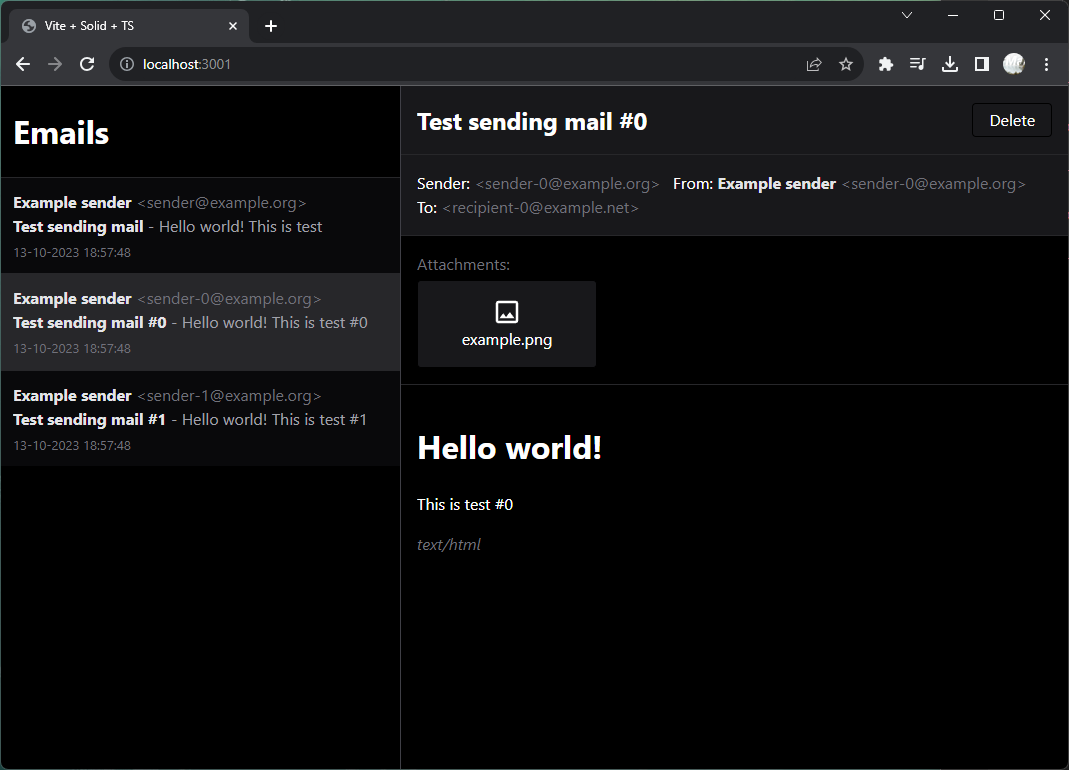 Vite + Solid + TS
localhost:3001
Emails
Example sender <sender@example.org>
Test sending mail - Hello world! This is test
13-10-2023 18:57:48
Example sender <sender-0@example.org>
Test sending mail #0 - Hello world! This is test #0
13-10-2023 18:57:48
Example sender <sender-1@example.org>
Test sending mail #1 - Hello world! This is test #1
13-10-2023 18:57:48
Test sending mail #0
Delete
Sender: <sender-0@example.org> From: Example sender <sender-0@example.org>
To: <recipient-0@example.net>
Attachments:
example.png
Hello world!
This is test #0
text/html